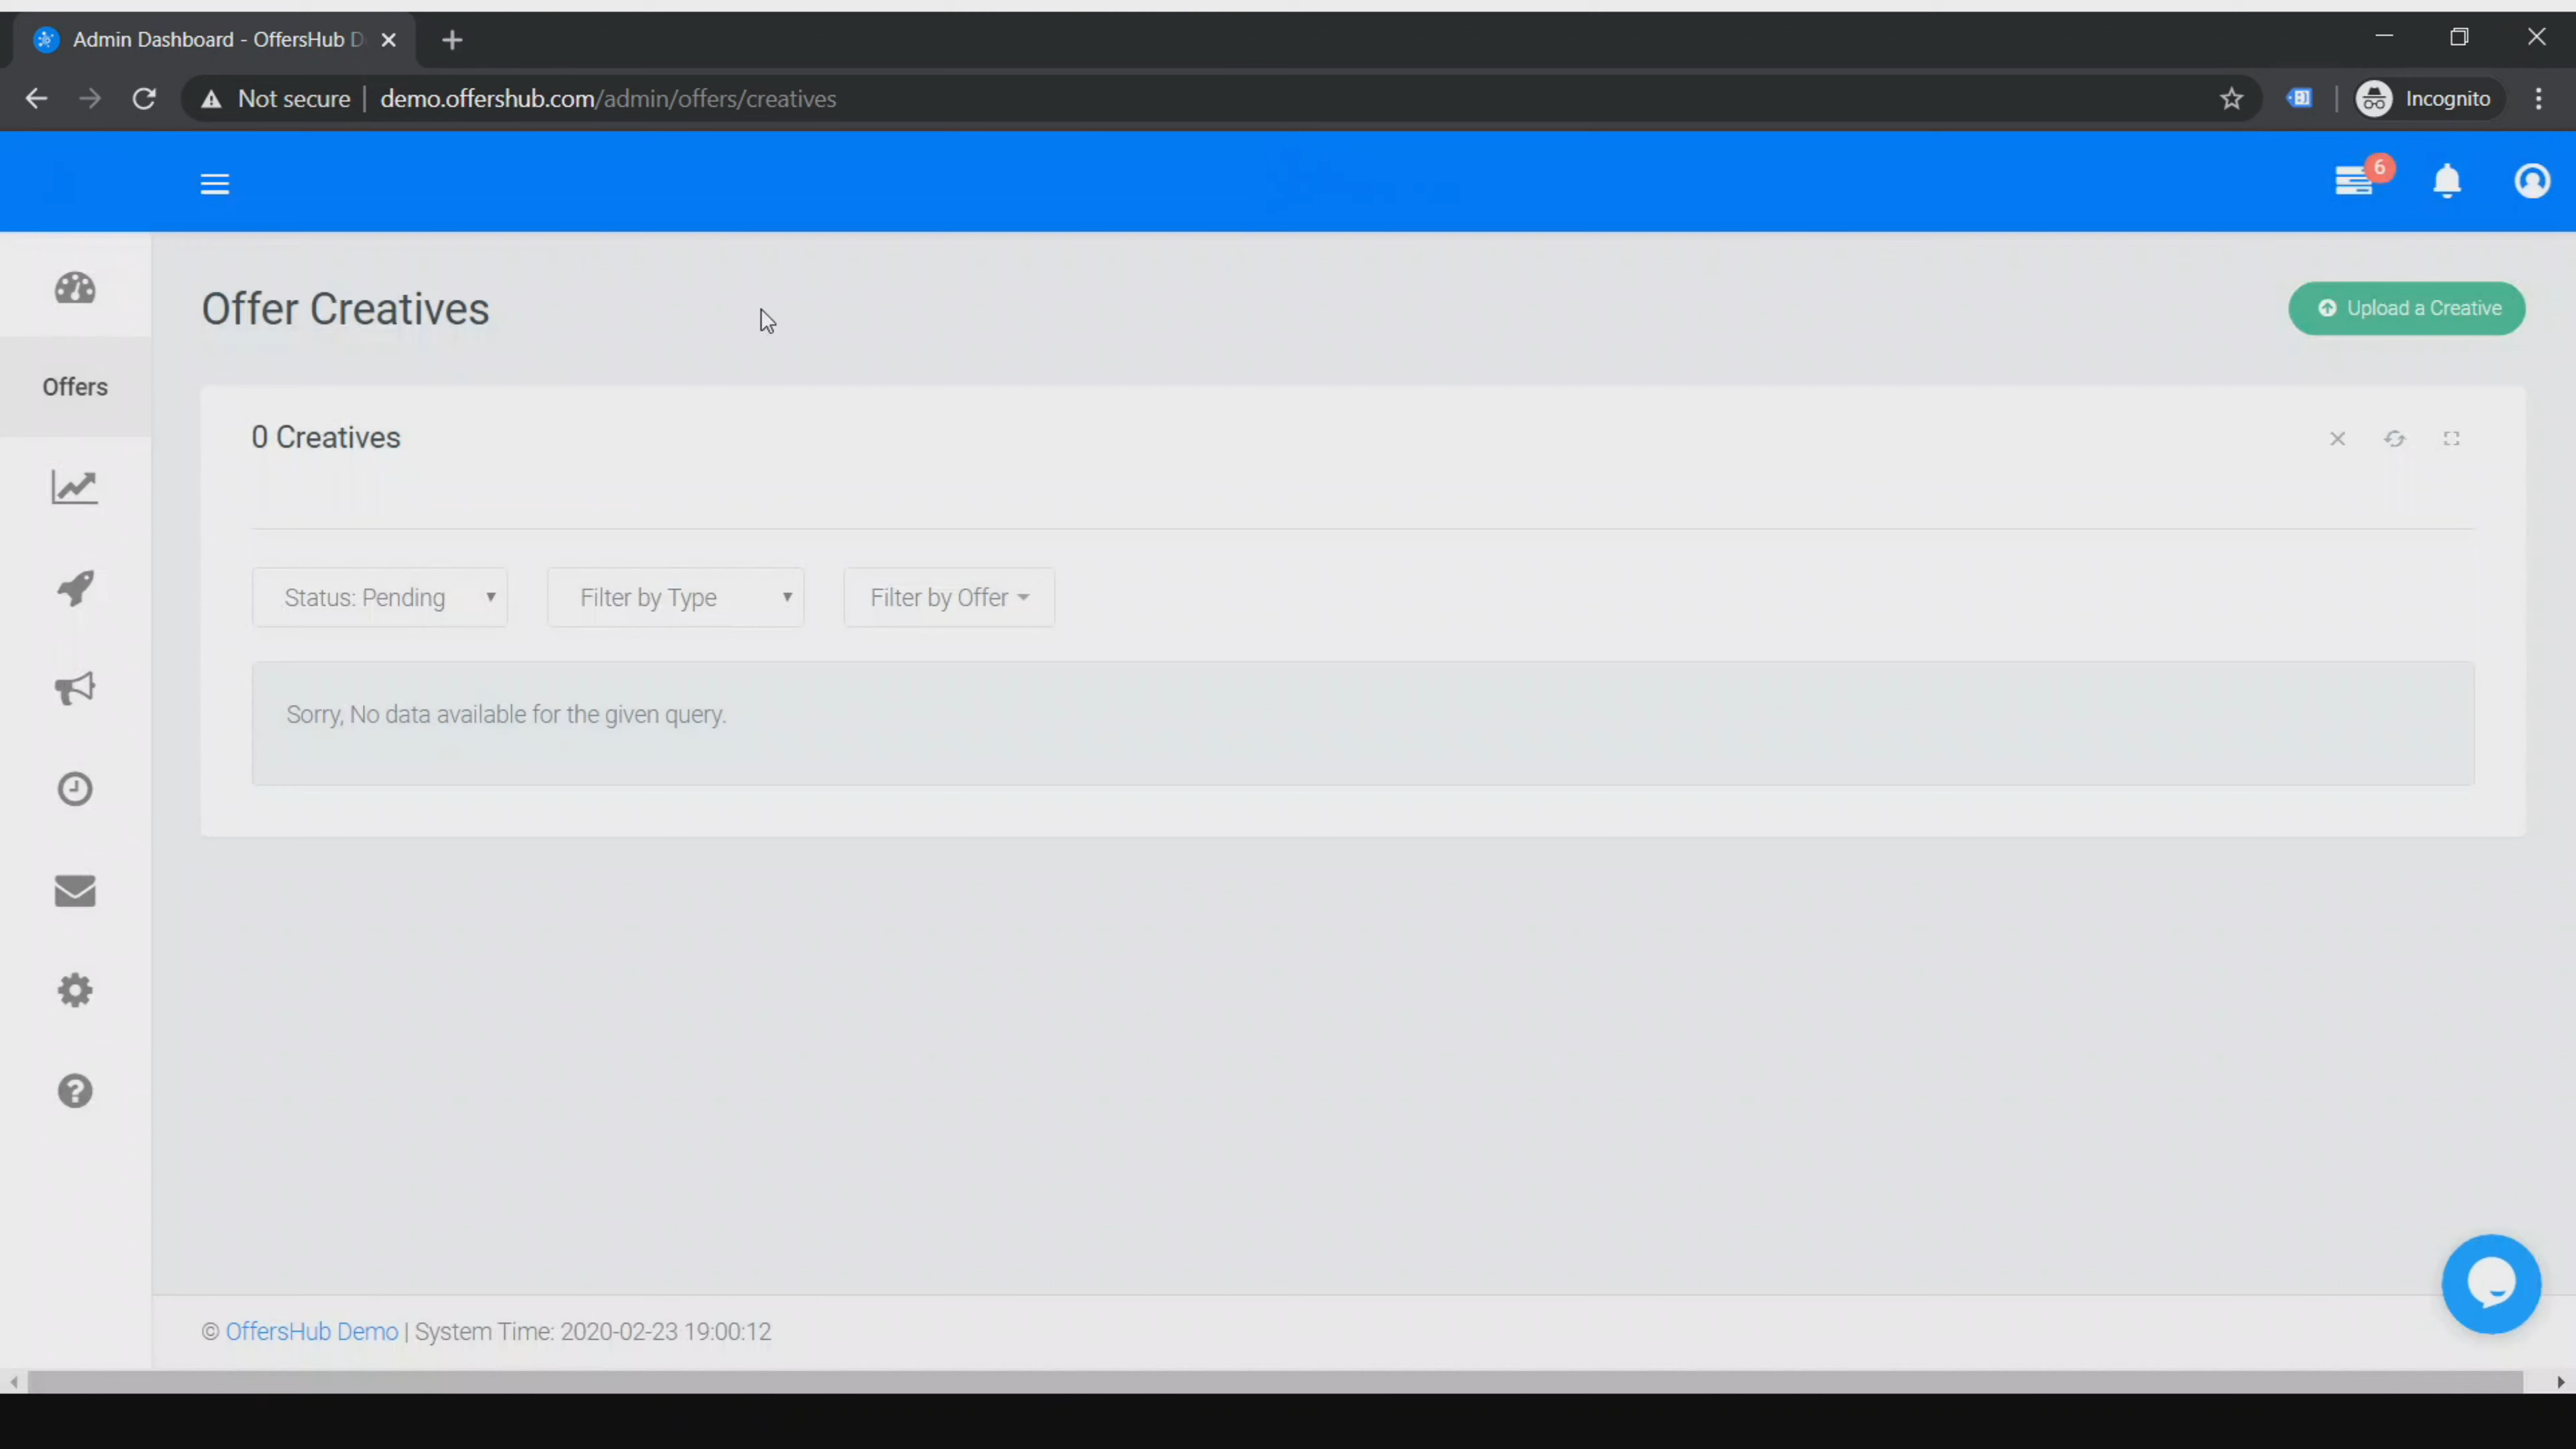 Admin Dashboard - OffersHub D
Not secure | demo.offershub.com/admin/offers/creatives
Incognito
6
Offer Creatives
Upload a Creative
Offers
0 Creatives
Status: Pending
Filter by Type
Filter by Offer
Sorry, No data available for the given query.
© OffersHub Demo | System Time: 2020-02-23 19:00:12